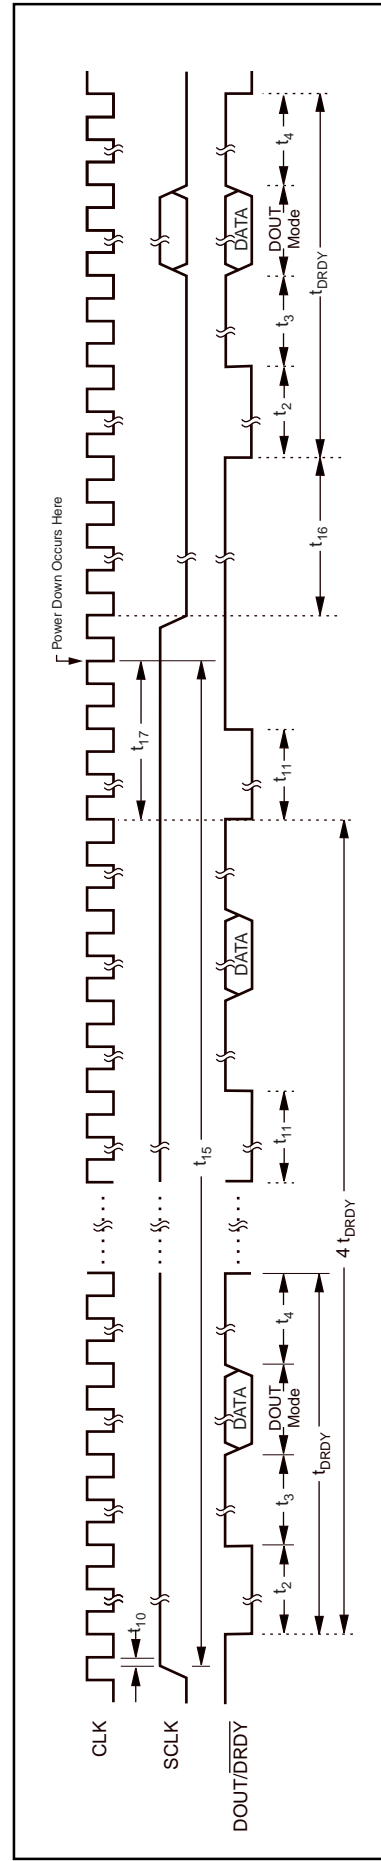 Power Down Occurs Here
CLK
t10
SCLK
t15
t17
DOUT/DRDY
DATA
DATA
DATA
t2
t3
DOUT
Mode
t4
t11
t11
t16
t2
t3
DOUT
Mode
t4
tDRDY
tDRDY
4 tDRDY